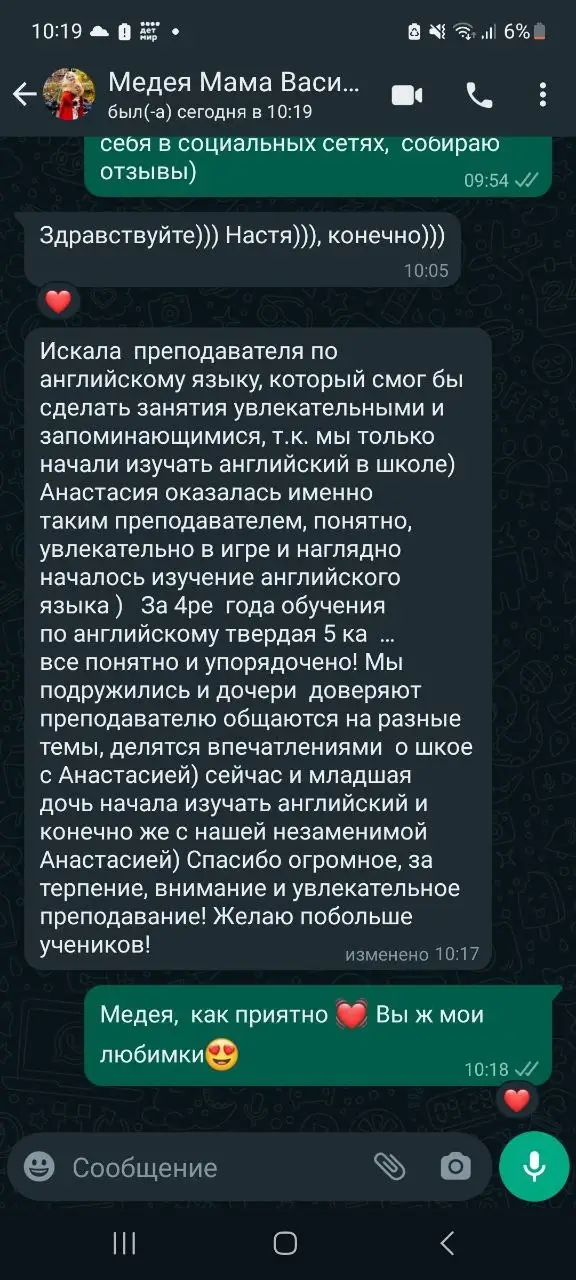 10:19
дет
мир
6%
Медея Мама Васи...
был(-а) сегодня в 10:19
себя в социальных сетях,  собираю
отзывы)
09:54
Здравствуйте))) Настя))), конечно)))
10:05
Искала  преподавателя по
английскому языку, который смог бы
сделать занятия увлекательными и
запоминающимися, т.к. мы только
начали изучать английский в школе)
Анастасия оказалась именно
таким преподавателем, понятно,
увлекательно в игре и наглядно
началось изучение английского
языка )   За 4ре  года обучения
по английскому твердая 5 ка  ...
все понятно и упорядочено! Мы
подружились и дочери  доверяют
преподавателю общаются на разные
темы, делятся впечатлениями  о шкое
с Анастасией) сейчас и младшая
дочь начала изучать английский и
конечно же с нашей незаменимой
Анастасией) Спасибо огромное, за
терпение, внимание и увлекательное
преподавание! Желаю побольше
учеников!
изменено 10:17
Медея,  как приятно 💓 Вы ж мои
любимки😍
10:18
Сообщение